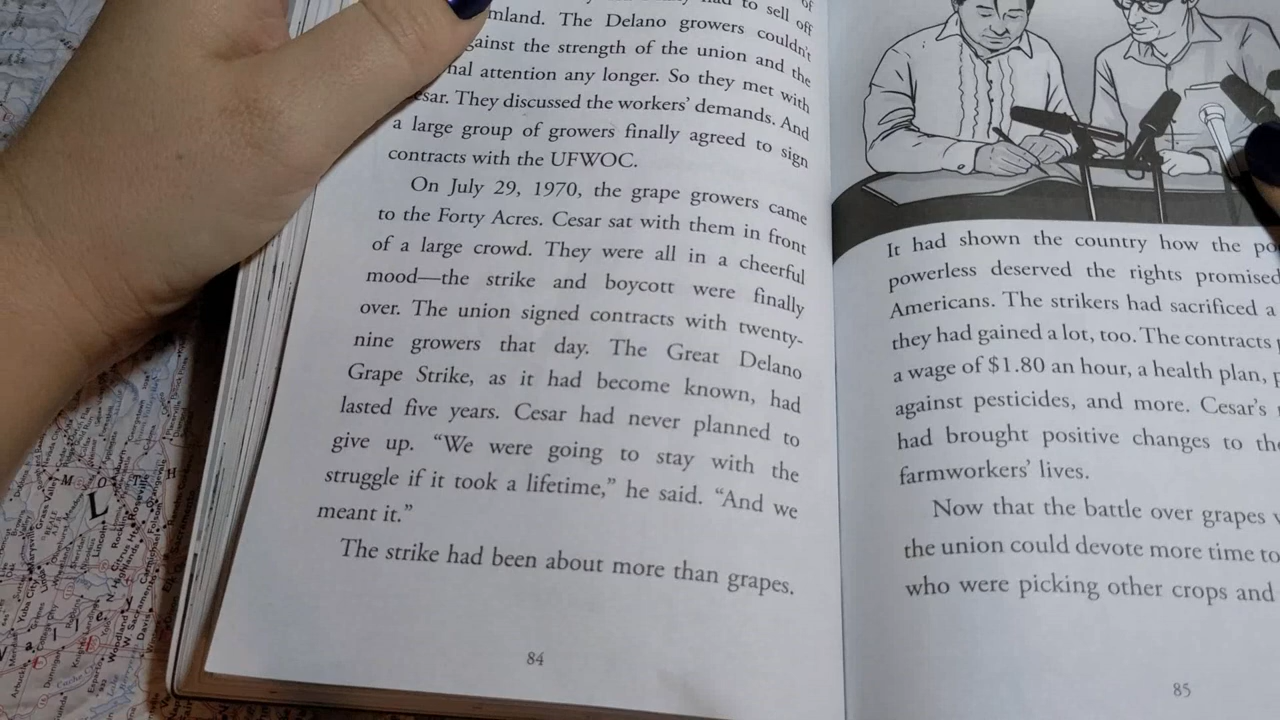 to sell off
The Delano growers couldn't
the strength of the union and the
attention any longer. So they met with
They discussed the workers' demands. And
a large group of growers finally agreed to sign
contracts with the UFWOC.
On July 29, 1970, the grape growers came
to the Forty Acres. Cesar sat with them in front
of a large crowd. They were all in a cheerful
mood—the strike and boycott were finally
over. The union signed contracts with twenty-
nine growers that day. The Great Delano
Grape Strike, as it had become known, had
lasted five years. Cesar had never planned to
give up. “We were going to stay with the
struggle if it took a lifetime,” he said. “And we
meant it.”
The strike had been about more than grapes.
84
It had shown the country how the
powerless deserved the rights promised
Americans. The strikers had sacrificed a
they had gained a lot, too. The contracts
a wage of $1.80 an hour, a health plan,
against pesticides, and more. Cesar's
had brought positive changes to
farmworkers' lives.
Now that the battle over grapes
the union could devote more time to
who were picking other crops and
85